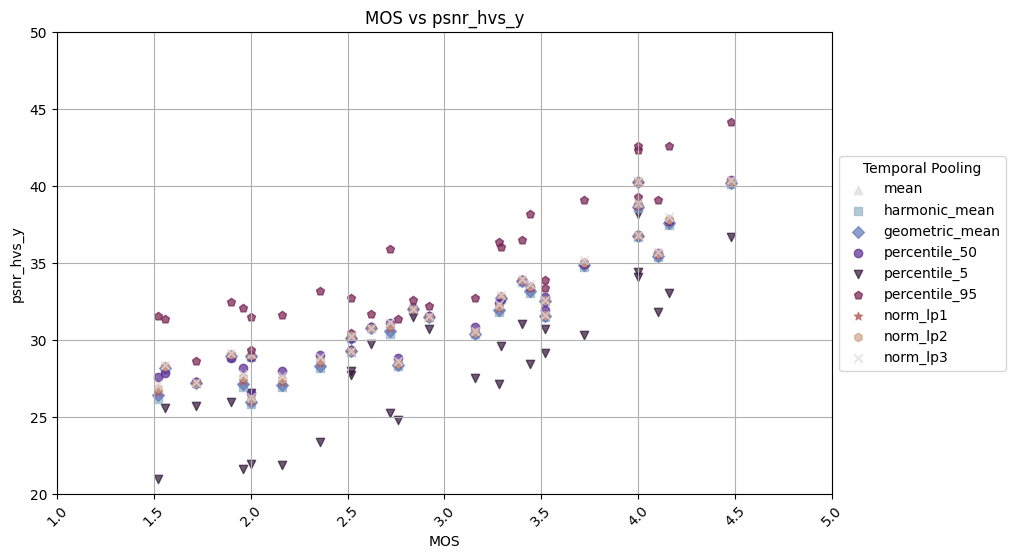 MOS vs psnr_hvs_y
50
45
40
35
30
25
20
psnr_hvs_y
1.0
1.5
2.0
2.5
3.0
3.5
4.0
4.5
5.0
MOS
Temporal Pooling
mean
harmonic_mean
geometric_mean
percentile_50
percentile_5
percentile_95
norm_lp1
norm_lp2
norm_lp3